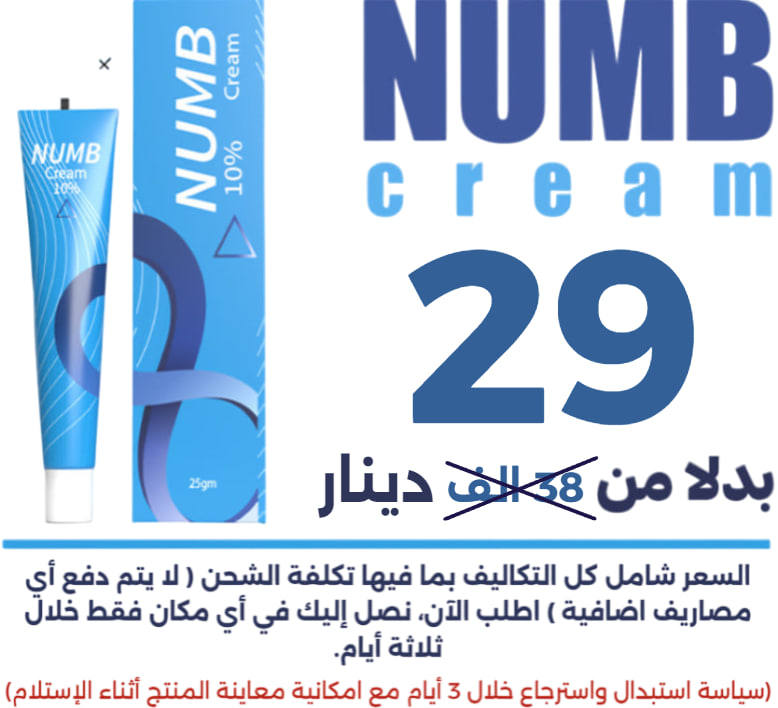 NUMB
cream
NUMB
Cream
10%
NUMB
Cream
10%
25gm
29
بدلا من 38 الف دينار
السعر شامل كل التكاليف بما فيها تكلفة الشحن ( لا يتم دفع أي
مصاريف اضافية ) اطلب الآن، نصل إليك في أي مكان فقط خلال
ثلاثة أيام.
(سياسة استبدال واسترجاع خلال 3 أيام مع امكانية معاينة المنتج أثناء الإستلام)